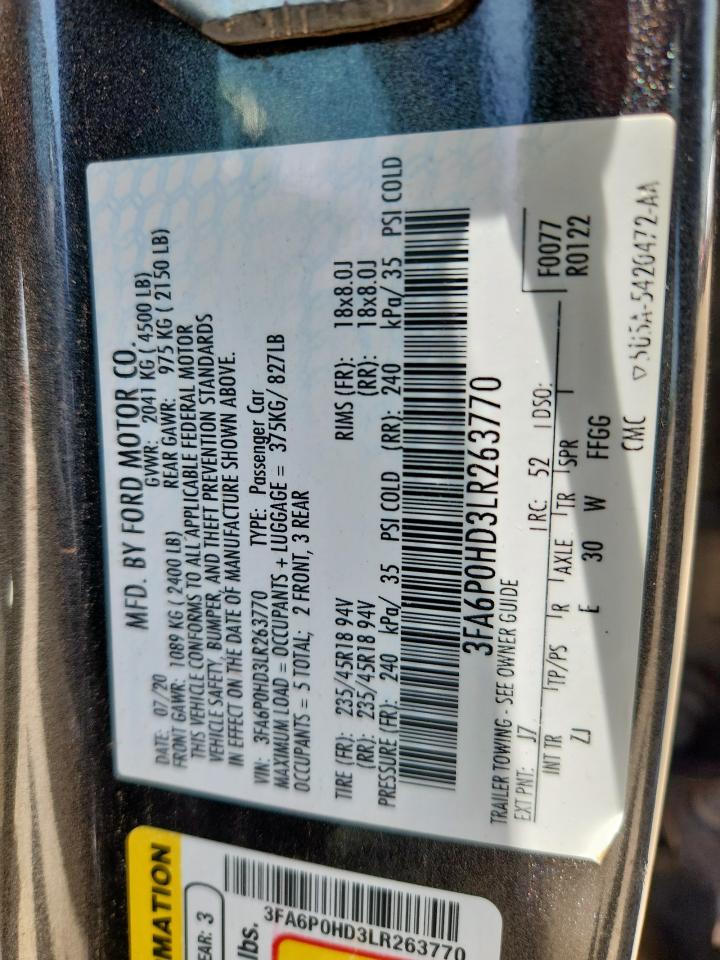 MFD. BY FORD MOTOR CO.
DATE: 07/20 GVWR: 2041 KG ( 4500 LB)
FRONT GAWR: 1089 KG ( 2400 LB) REAR GAWR: 975 KG ( 2150 LB)
THIS VEHICLE CONFORMS TO ALL APPLICABLE FEDERAL MOTOR
VEHICLE SAFETY, BUMPER, AND THEFT PREVENTION STANDARDS
IN EFFECT ON THE DATE OF MANUFACTURE SHOWN ABOVE.
VIN: 3FA6P0HD3LR263770 TYPE: Passenger Car
MAXIMUM LOAD = OCCUPANTS + LUGGAGE = 375KG/ 827LB
OCCUPANTS = 5 TOTAL; 2 FRONT, 3 REAR
TIRE (FR): 235/45R18 94V RIMS (FR): 18x8.0J
(RR): 235/45R18 94V (RR): 18x8.0J
PRESSURE (FR): 240 kPa/ 35 PSI COLD (RR): 240 kPa/ 35 PSI COLD
3FA6P0HD3LR263770
TRAILER TOWING - SEE OWNER GUIDE
F0077
R0122
EXT PNT: J7 RC: 52 DSO:
INT TR TP/PS R AXLE TR SPR
ZJ E 30 W FFGG
CMC 5U5A-5420472-AA
MATION
EAR: 3
lbs.
3FA6P0HD3LR263770